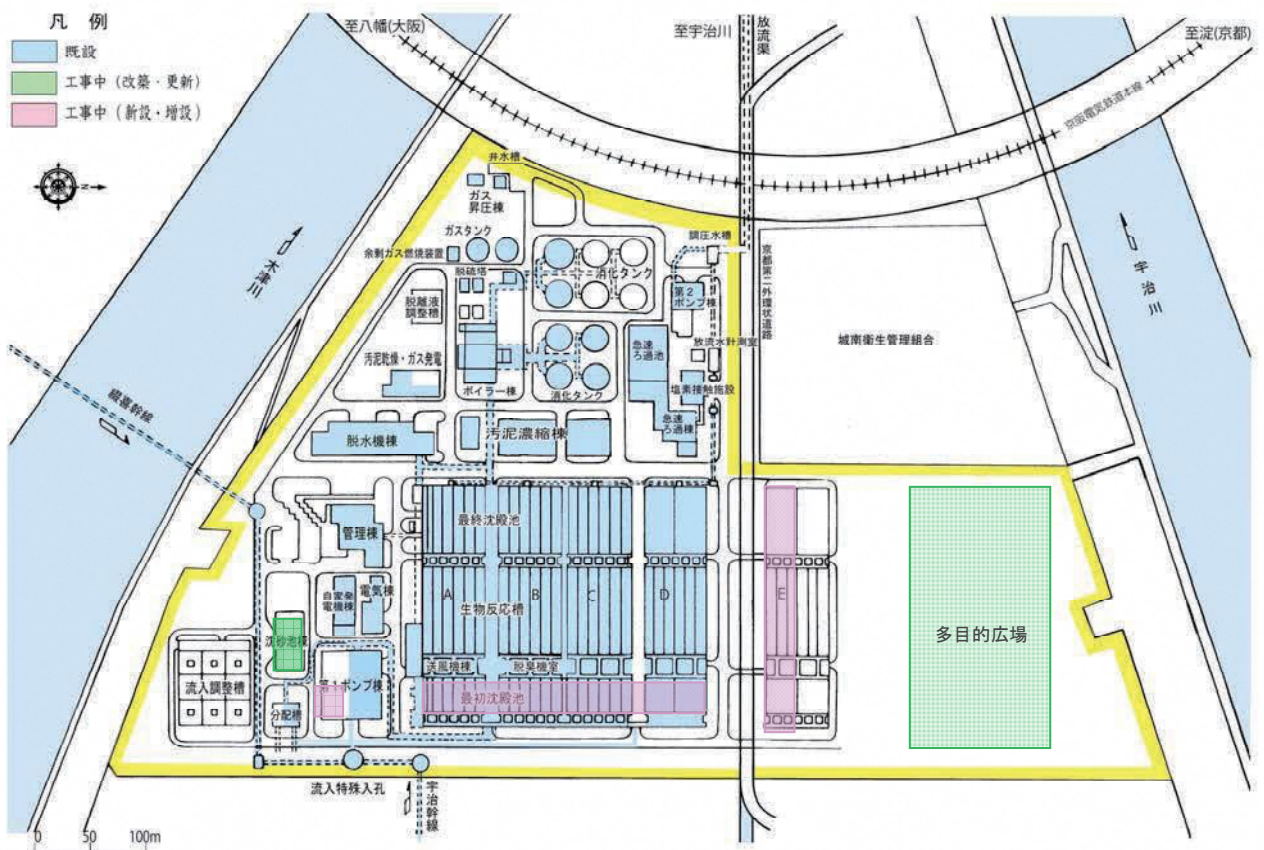 凡 例
既設
工事中（改築・更新）
工事中（新設・増設）
N
至八幡(大阪)
至宇治川
放流渠
至淀(京都)
京阪電気鉄道本線
木津川
宇治川
井水槽
ガス
昇圧棟
ガスタンク
余剰ガス燃焼装置
脱硫塔
消化タンク
調圧水槽
第2
ポンプ棟
京都第二外環状道路
脱離液
調整槽
急速
ろ過池
放流水計測室
城南衛生管理組合
汚泥乾燥・ガス発電
ボイラー棟
消化タンク
塩素接触施設
急速
ろ過棟
綴喜幹線
脱水機棟
汚泥濃縮棟
最終沈殿池
管理棟
自家発
電機棟
電気棟
A
B
C
D
E
生物反応槽
多目的広場
沈砂池棟
送風機棟
脱臭機室
流入調整槽
第1ポンプ棟
最初沈殿池
分配槽
流入特殊人孔
宇治幹線
0 50 100m